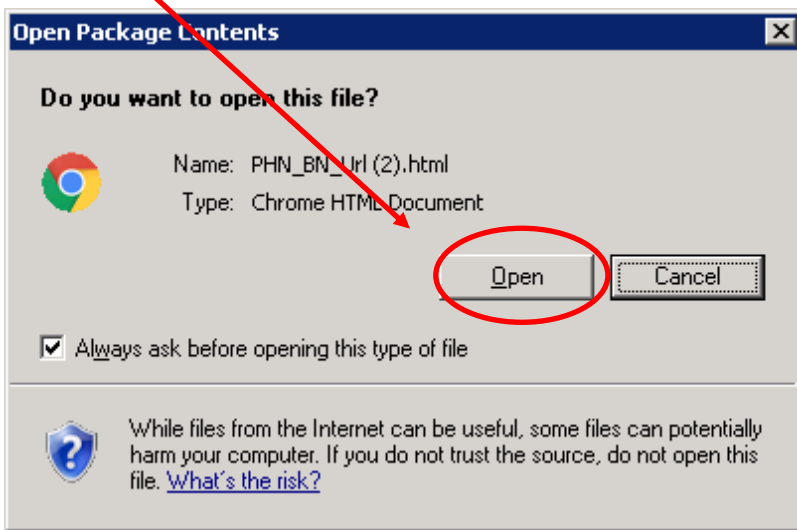 Open Package Contents
Do you want to open this file?
Name: PHN_BN_Url (2).html
Type: Chrome HTML Document
Open
Cancel
Always ask before opening this type of file
While files from the Internet can be useful, some files can potentially
harm your computer. If you do not trust the source, do not open this
file. What's the risk?